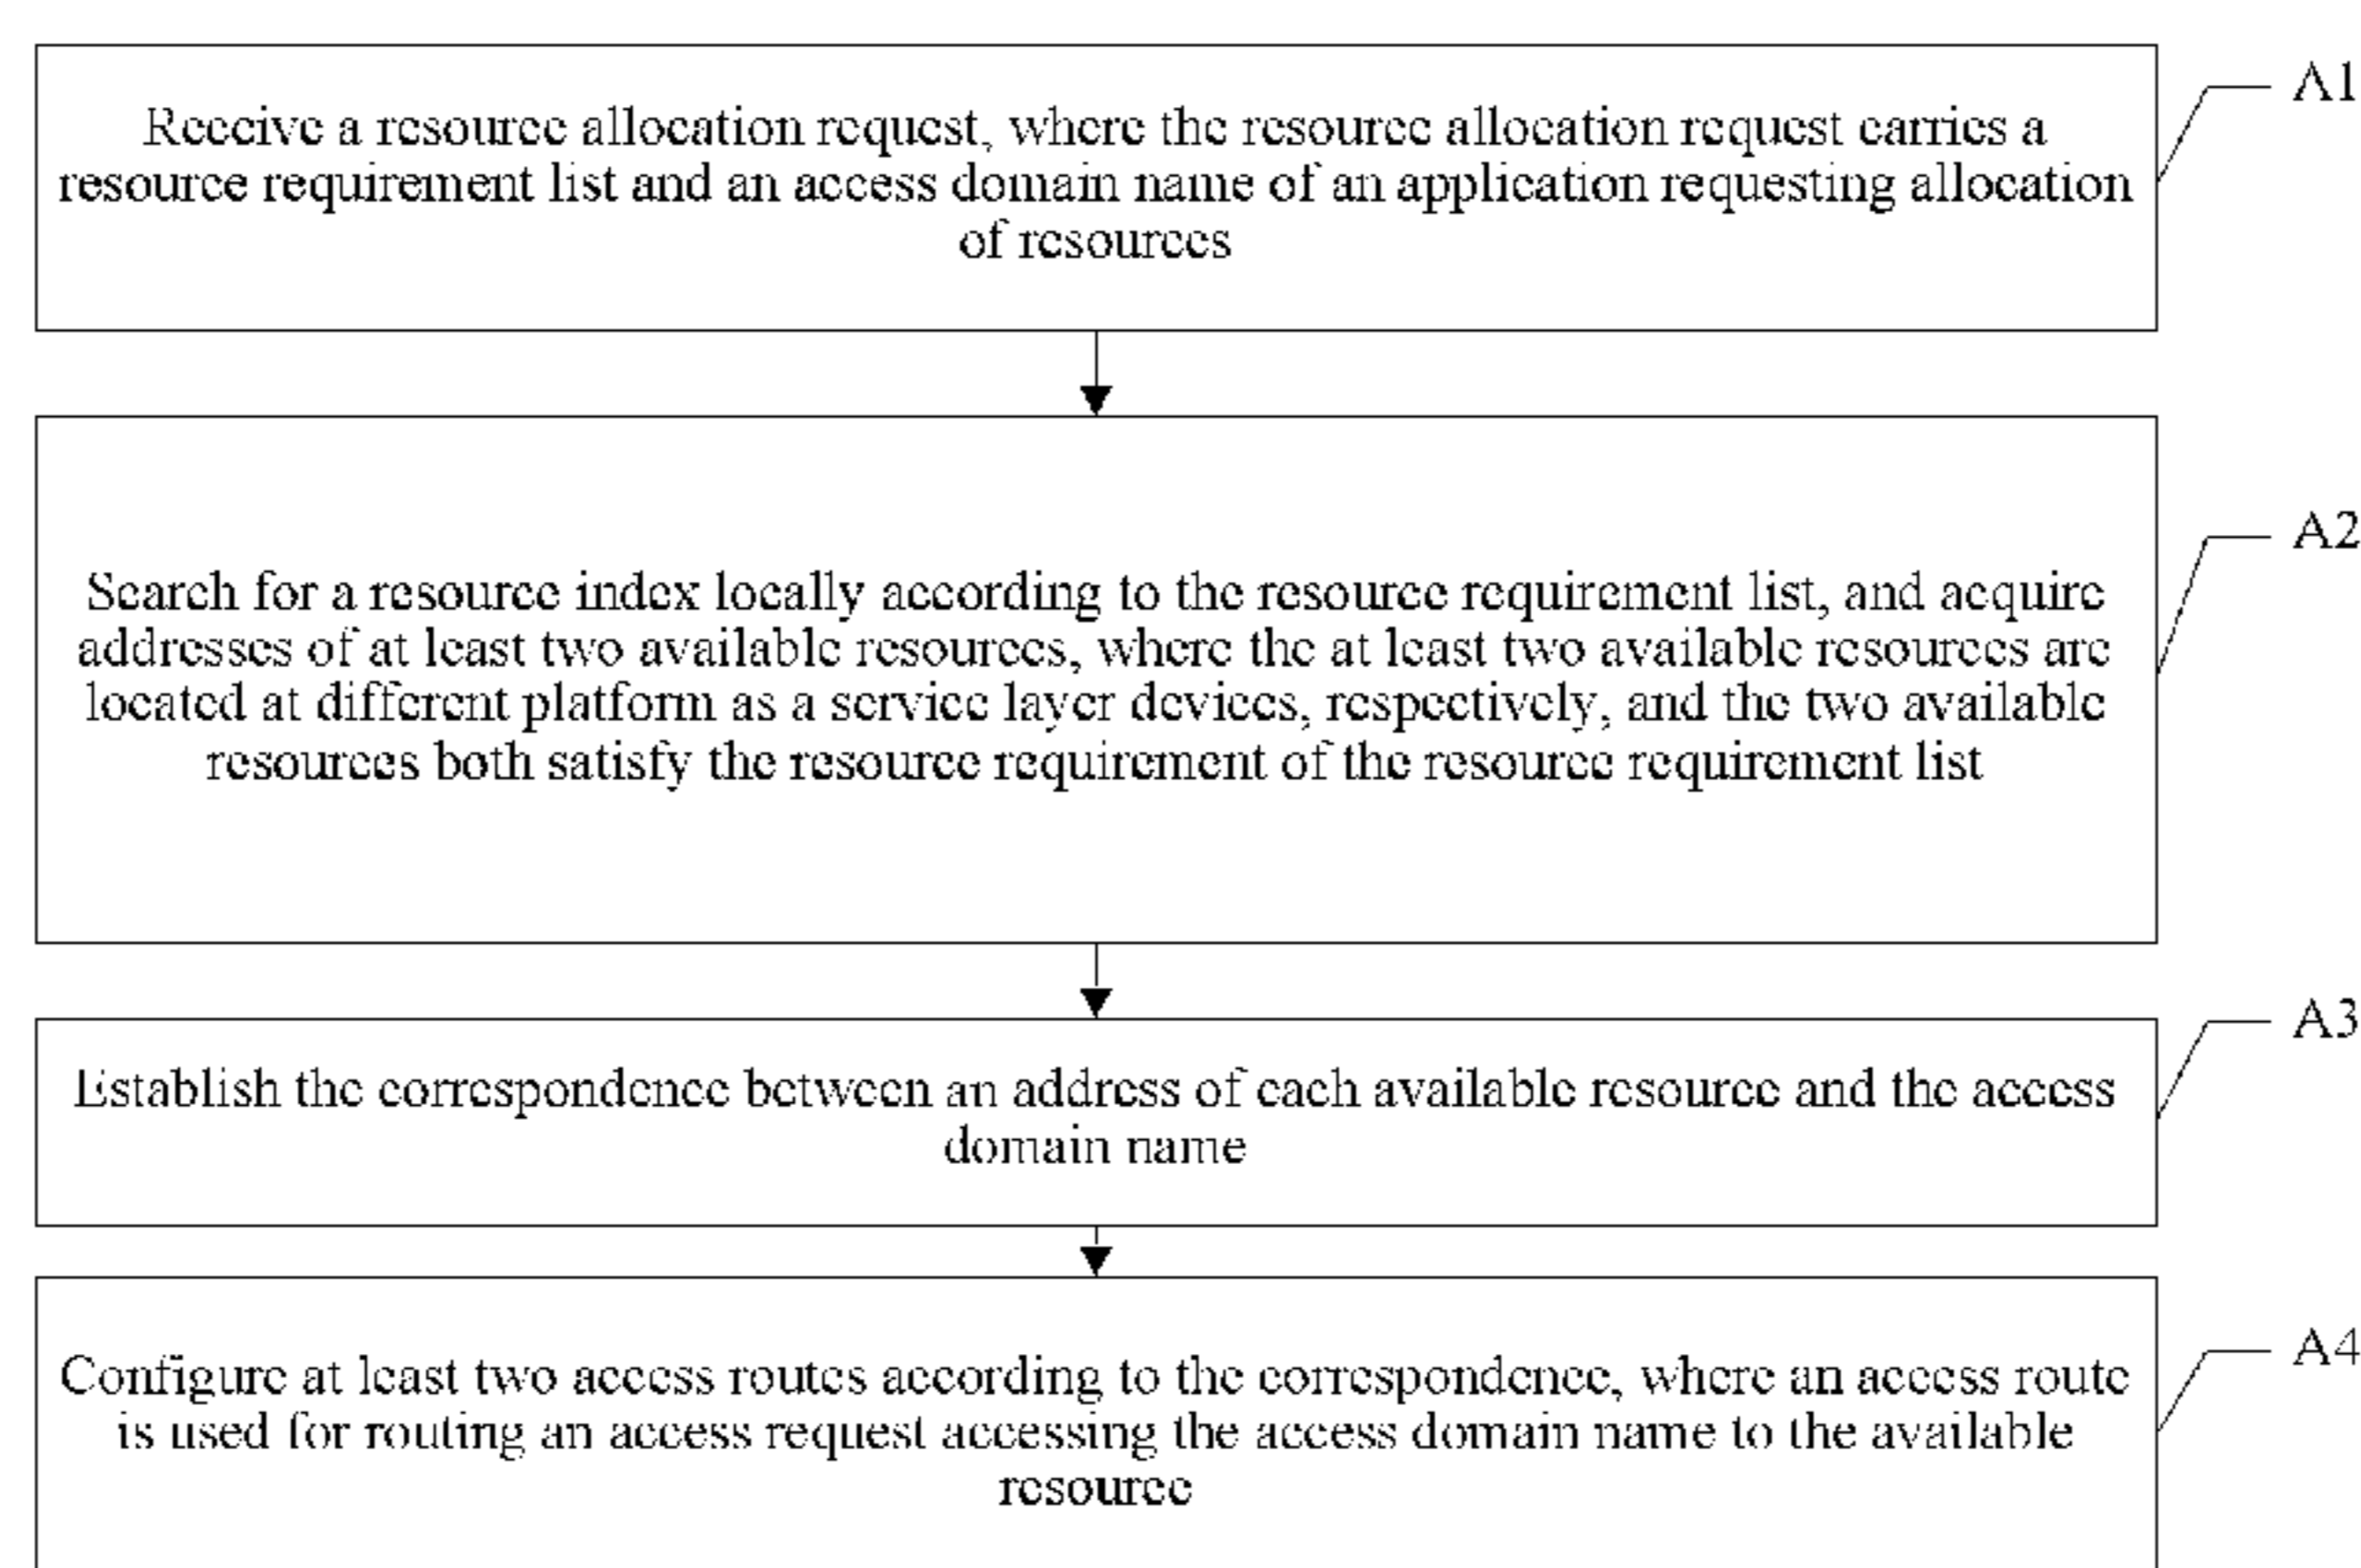 Receive a resource allocation request, where the resource allocation request carries a
resource requirement list and an access domain name of an application requesting allocation
of resources
A1
Search for a resource index locally according to the resource requirement list, and acquire
addresses of at least two available resources, where the at least two available resources are
located at different platform as a service layer devices, respectively, and the two available
resources both satisfy the resource requirement of the resource requirement list
A2
Establish the correspondence between an address of each available resource and the access
domain name
A3
Configure at least two access routes according to the correspondence, where an access route
is used for routing an access request accessing the access domain name to the available
resource
A4